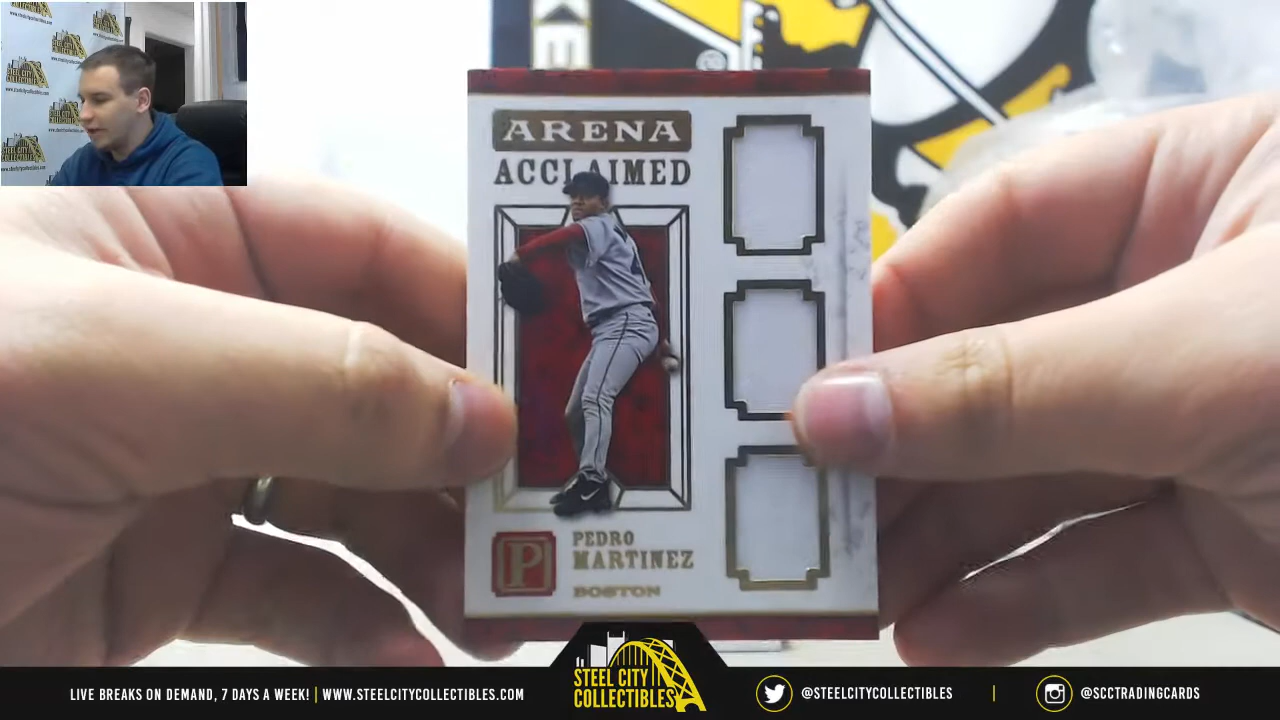 ARENA
ACCLAIMED
P
PEDRO
MARTINEZ
BOSTON
STEEL CITY
COLLECTIBLES
LIVE BREAKS ON DEMAND, 7 DAYS A WEEK! | WWW.STEELCITYCOLLECTIBLES.COM
@STEELCITYCOLLECTIBLES | @SCCTRADINGCARDS